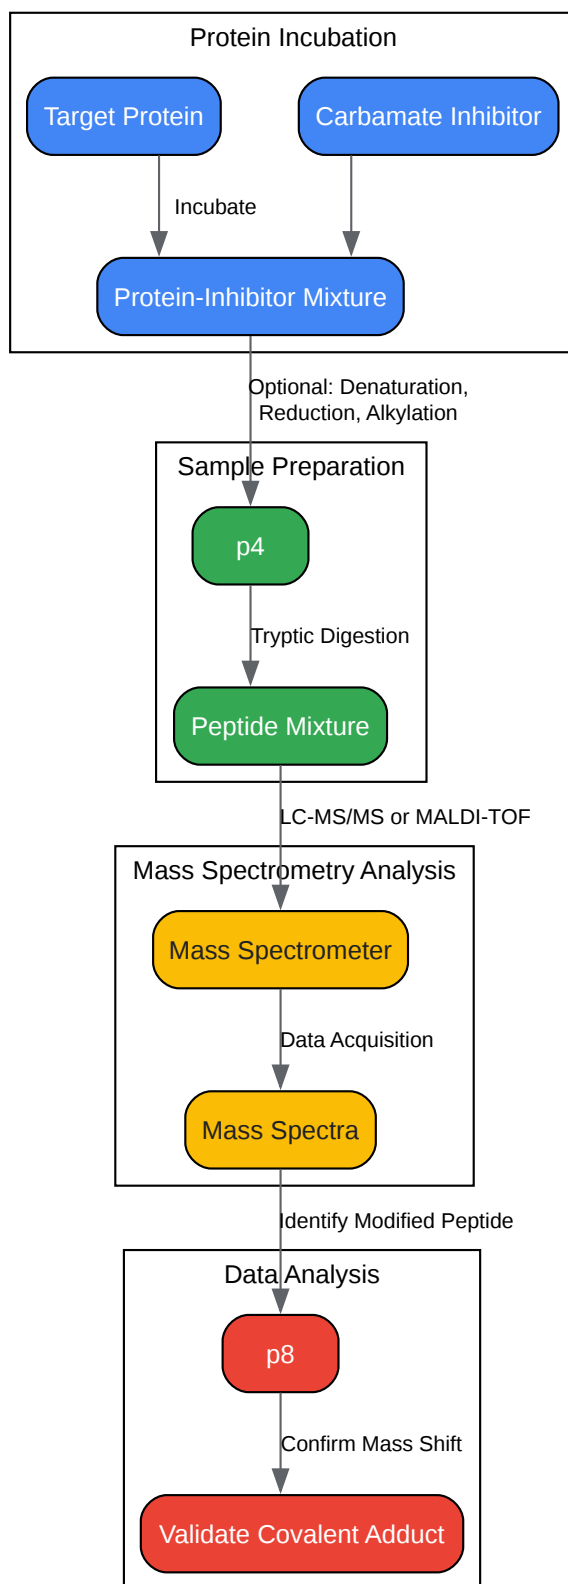 Protein Incubation
Target Protein
Carbamate Inhibitor
Incubate
Protein-Inhibitor Mixture
Optional: Denaturation,
Reduction, Alkylation
Sample Preparation
p4
Tryptic Digestion
Peptide Mixture
LC-MS/MS or MALDI-TOF
Mass Spectrometry Analysis
Mass Spectrometer
Data Acquisition
Mass Spectra
Identify Modified Peptide
Data Analysis
p8
Confirm Mass Shift
Validate Covalent Adduct